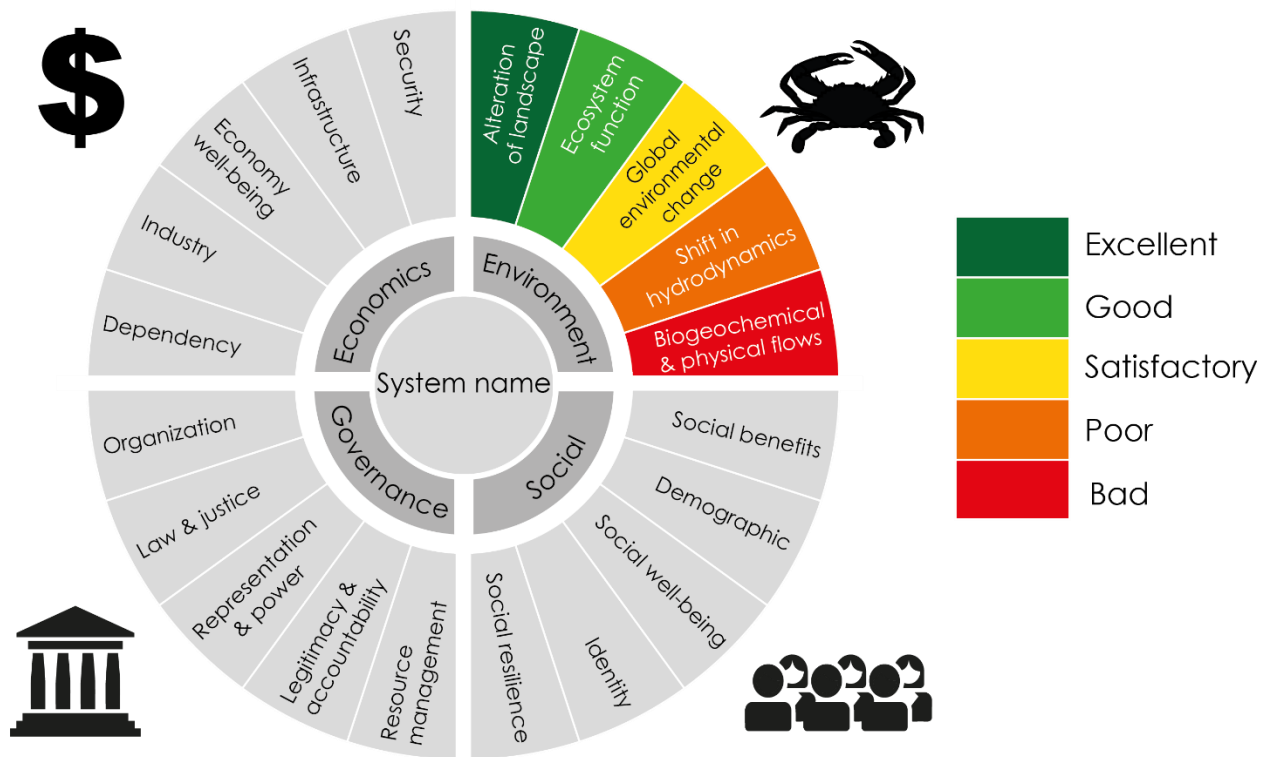 $
Security
Infrastructure
Economy
well-being
Industry
Dependency
Alteration
of landscape
Ecosystem
function
Global
environmental
change
Shift in
hydrodynamics
Biogeochemical
& physical flows
Economics
Environment
System name
Governance
Social
Organization
Law & justice
Representation
& power
Legitimacy &
accountability
Resource
management
Social benefits
Demographic
Social well-being
Identity
Social resilience
Excellent
Good
Satisfactory
Poor
Bad